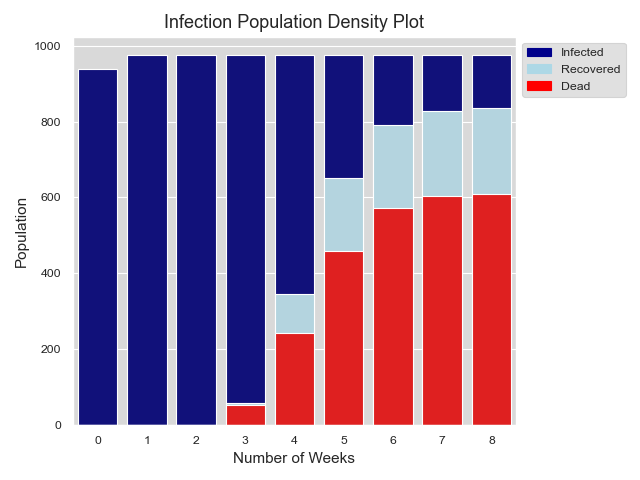 Infection Population Density Plot
Infected
Recovered
Dead
1000
800
600
400
200
0
Population
0 1 2 3 4 5 6 7 8
Number of Weeks